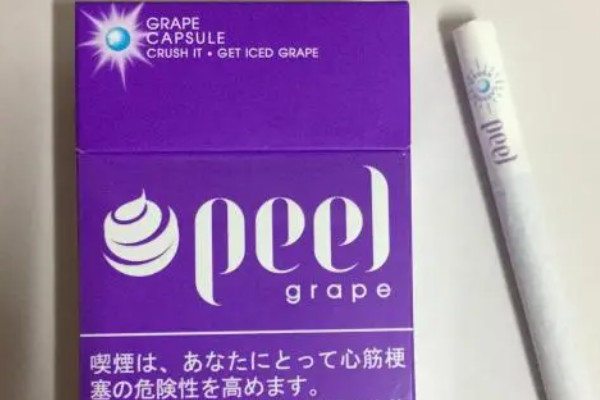 GRAPE
CAPSULE
CRUSH IT • GET ICED GRAPE
peel
grape
喫煙は、あなたにとって心筋梗
塞の危険性を高めます。
peel